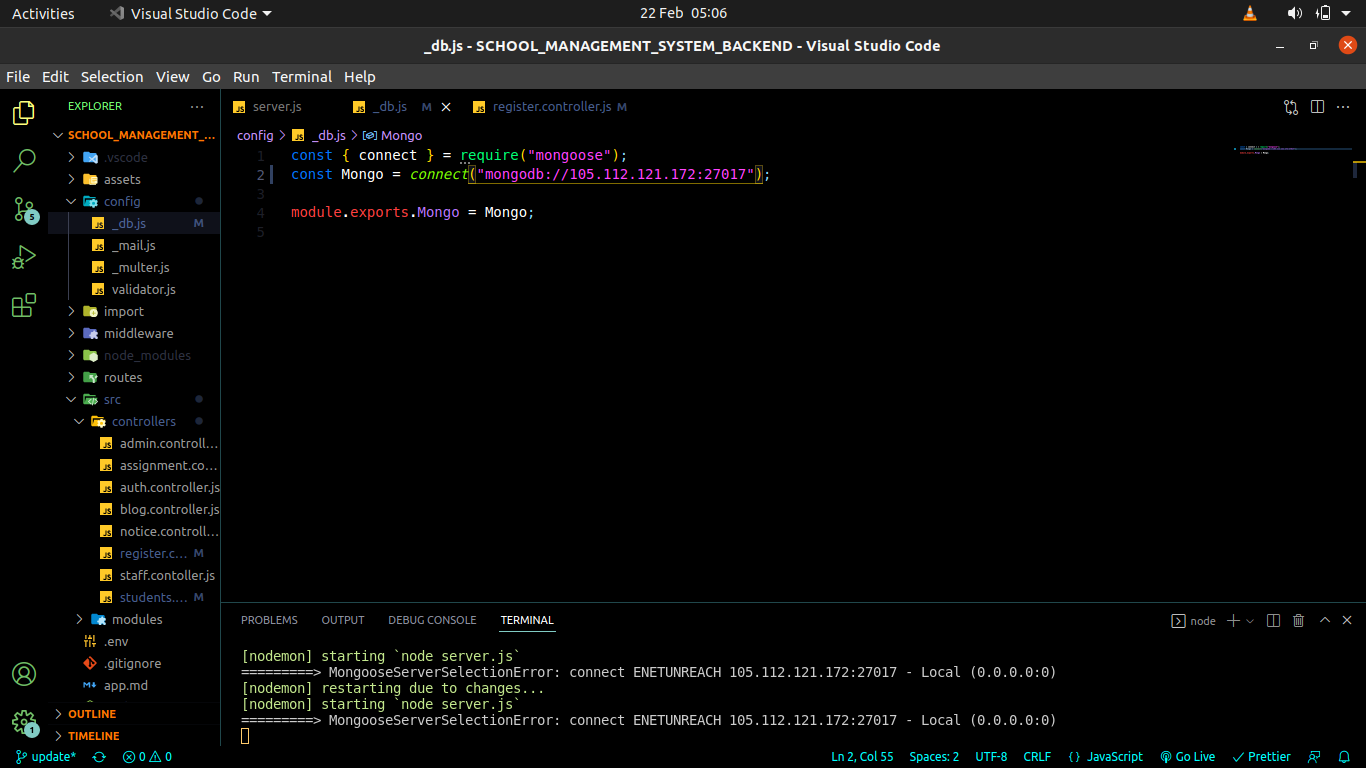 Activities Visual Studio Code 22 Feb 05:06
_db.js - SCHOOL_MANAGEMENT_SYSTEM_BACKEND - Visual Studio Code
File Edit Selection View Go Run Terminal Help
EXPLORER
SCHOOL_MANAGEMENT_...
.vscode
assets
config
_db.js M
_mail.js
_multer.js
validator.js
import
middleware
node_modules
routes
src
controllers
admin.controll...
assignment.co...
auth.controller.js
blog.controller.js
notice.controll...
register.c... M
staff.contoller.js
students.... M
modules
.env
.gitignore
app.md
OUTLINE
TIMELINE
5
1
server.js _db.js M register.controller.js M
config > _db.js > Mongo
1 const { connect } = require("mongoose");
2 const Mongo = connect("mongodb://105.112.121.172:27017");
3
4 module.exports.Mongo = Mongo;
5
PROBLEMS OUTPUT DEBUG CONSOLE TERMINAL node
[nodemon] starting `node server.js`
=========> MongooseServerSelectionError: connect ENETUNREACH 105.112.121.172:27017 - Local (0.0.0.0:0)
[nodemon] restarting due to changes...
[nodemon] starting `node server.js`
=========> MongooseServerSelectionError: connect ENETUNREACH 105.112.121.172:27017 - Local (0.0.0.0:0)
update* 0 0 Ln 2, Col 55 Spaces: 2 UTF-8 CRLF JavaScript Go Live Prettier